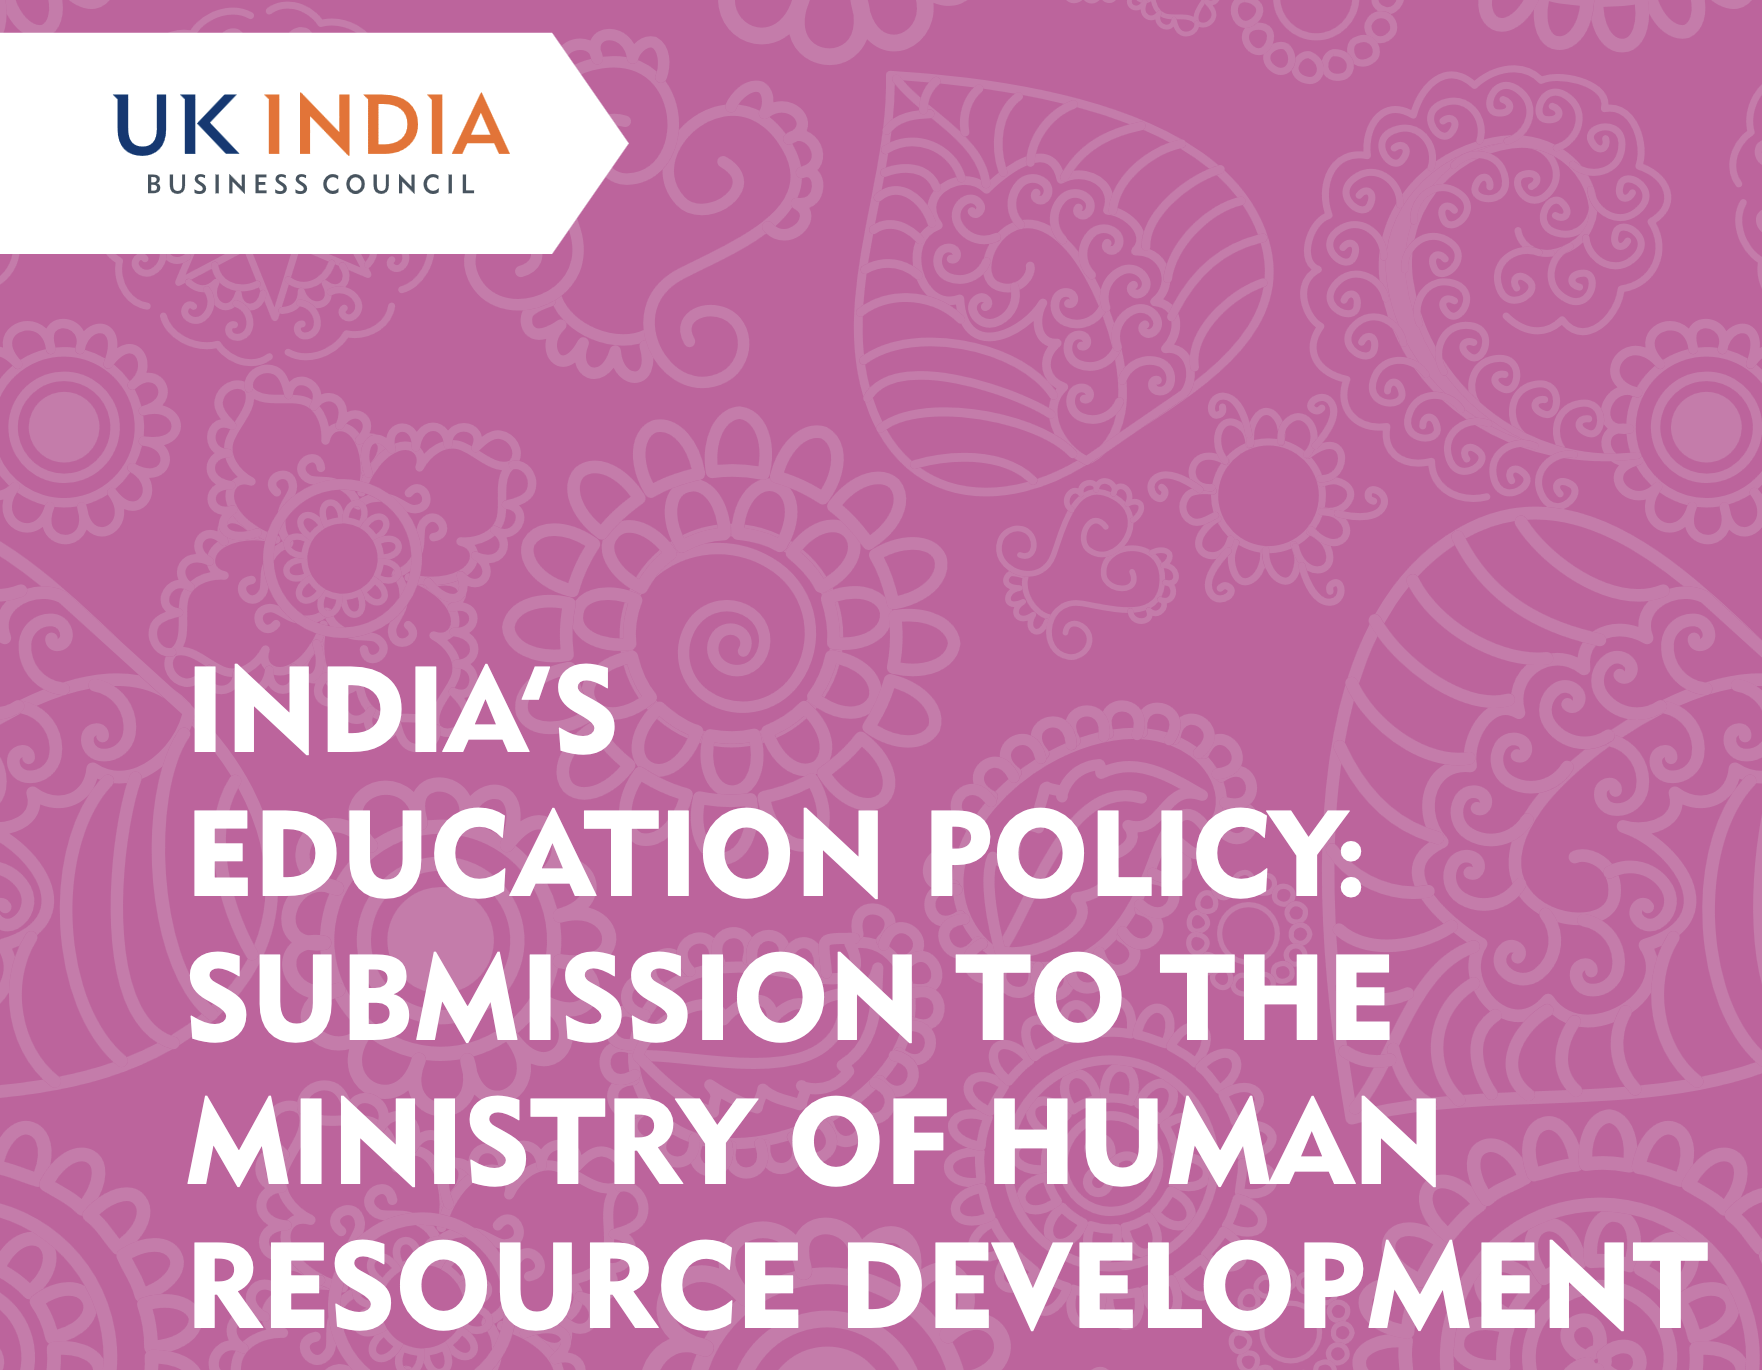 UK INDIA
BUSINESS COUNCIL
INDIA‘S
EDUCATION POLICY:
SUBMISSION TO THE
MINISTRY OF HUMAN
RESOURCE DEVELOPMENT